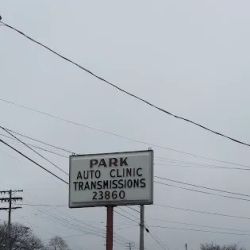 PARK
AUTO CLINIC
TRANSMISSIONS
23860